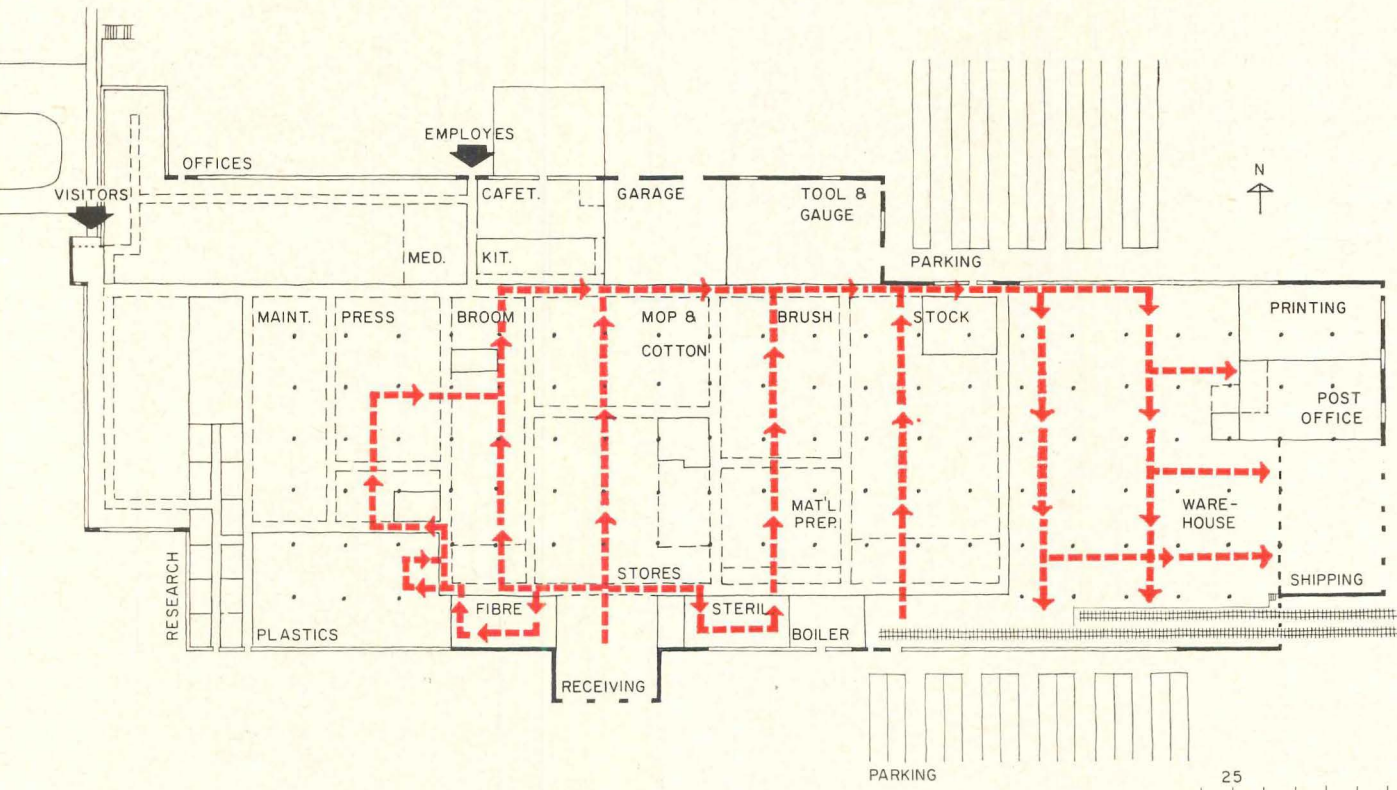 EMPLOYES
OFFICES
VISITORS
CAFET.
GARAGE
TOOL &
GAUGE
N
MED.
KIT.
PARKING
MAINT.
PRESS
BROOM
MOP &
COTTON
BRUSH
STOCK
PRINTING
POST
OFFICE
MAT'L
PREP.
WARE-
HOUSE
RESEARCH
STORES
SHIPPING
PLASTICS
FIBRE
STERIL
BOILER
RECEIVING
PARKING
25